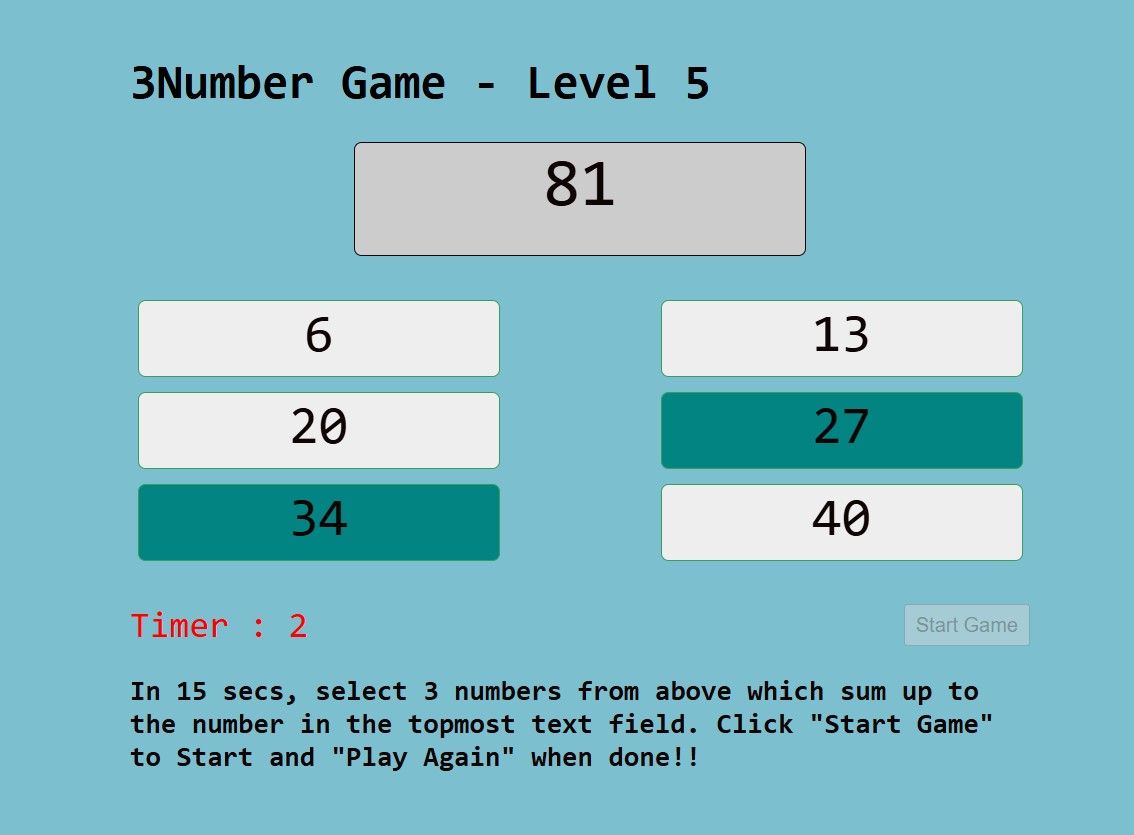 3Number Game - Level 5
81
6
13
20
27
34
40
Timer : 2
Start Game
In 15 secs, select 3 numbers from above which sum up to
the number in the topmost text field. Click "Start Game"
to Start and "Play Again" when done!!